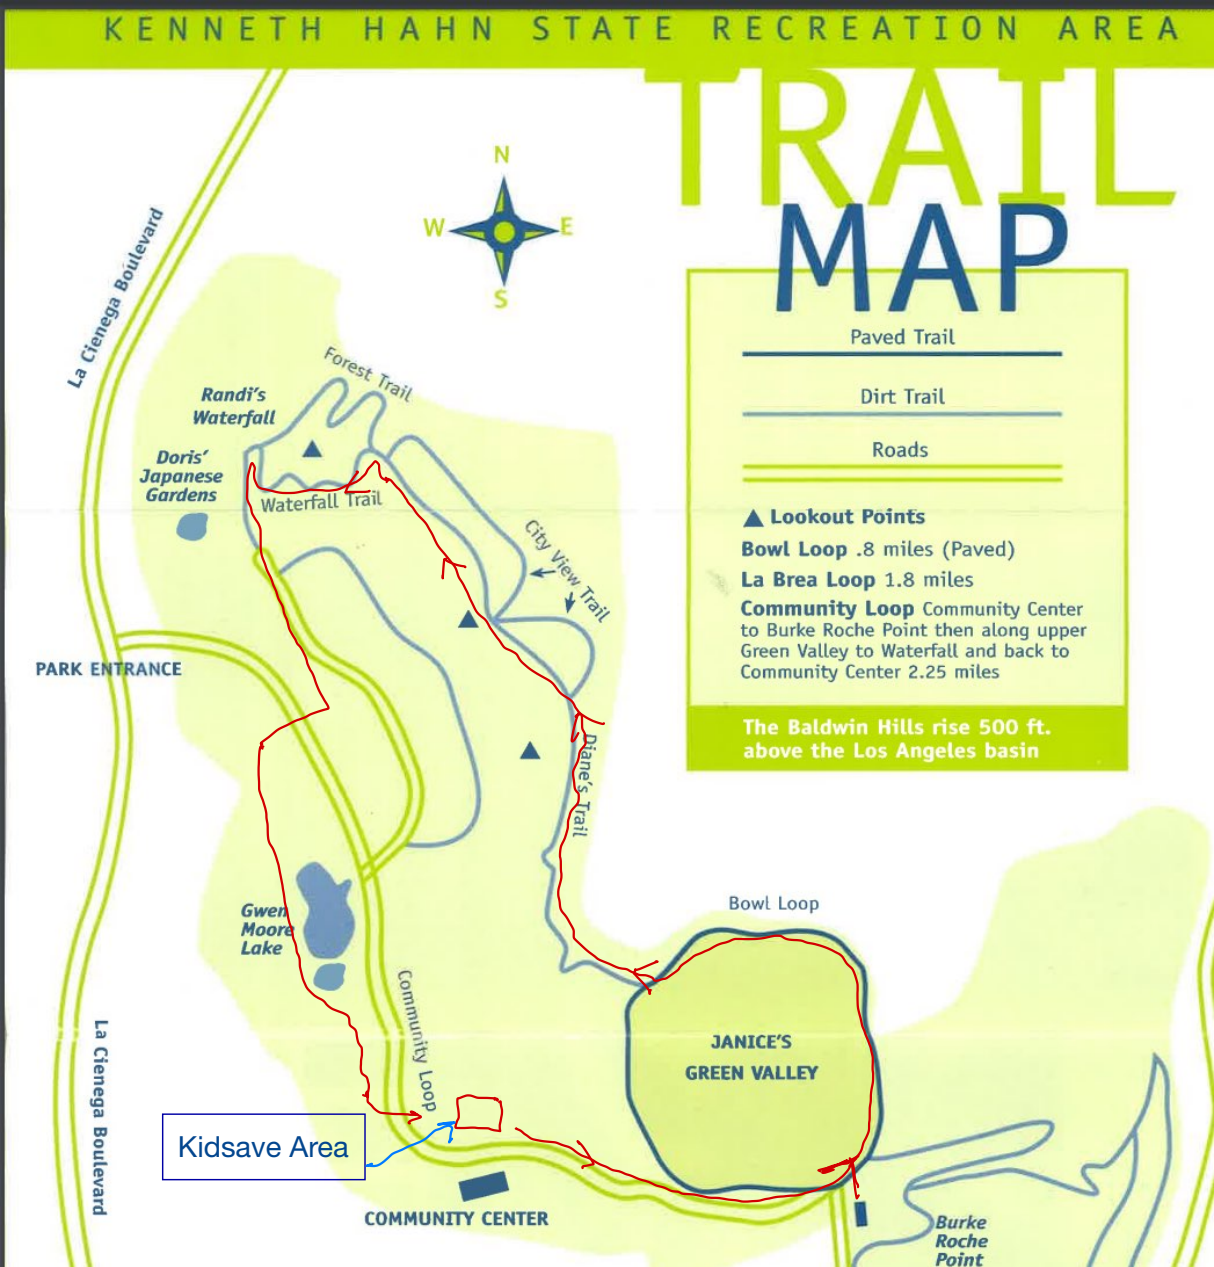 KENNETH HAHN STATE RECREATION AREA
TRAIL
MAP
N
W
E
S
Paved Trail
Dirt Trail
Roads
Lookout Points
Bowl Loop .8 miles (Paved)
La Brea Loop 1.8 miles
Community Loop Community Center
to Burke Roche Point then along upper
Green Valley to Waterfall and back to
Community Center 2.25 miles
The Baldwin Hills rise 500 ft.
above the Los Angeles basin
La Cienega Boulevard
Forest Trail
Randi's
Waterfall
Doris'
Japanese
Gardens
Waterfall Trail
City View Trail
PARK ENTRANCE
Diane's Trail
Gwen
Moore
Lake
Bowl Loop
Community Loop
JANICE'S
GREEN VALLEY
La Cienega Boulevard
Kidsave Area
COMMUNITY CENTER
Burke
Roche
Point